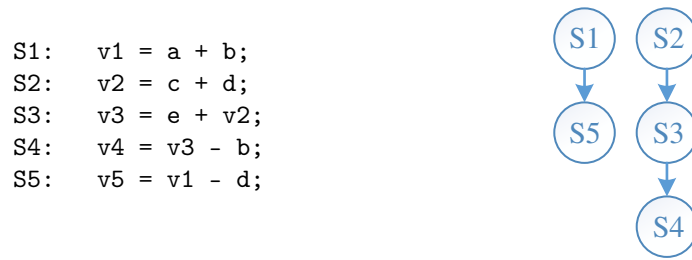 S1: v1 = a + b;
S2: v2 = c + d;
S3: v3 = e + v2;
S4: v4 = v3 - b;
S5: v5 = v1 - d;
S1 S2
S5 S3
S4